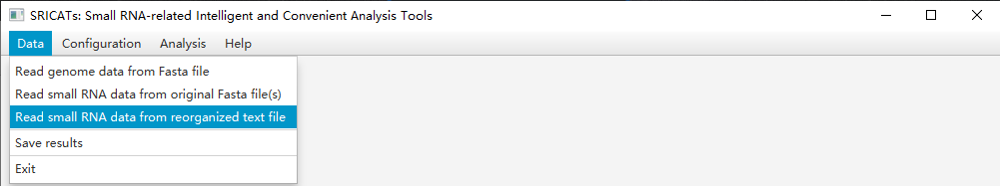 SRICATs: Small RNA-related Intelligent and Convenient Analysis Tools
Data Configuration Analysis Help
Read genome data from Fasta file
Read small RNA data from original Fasta file(s)
Read small RNA data from reorganized text file
Save results
Exit